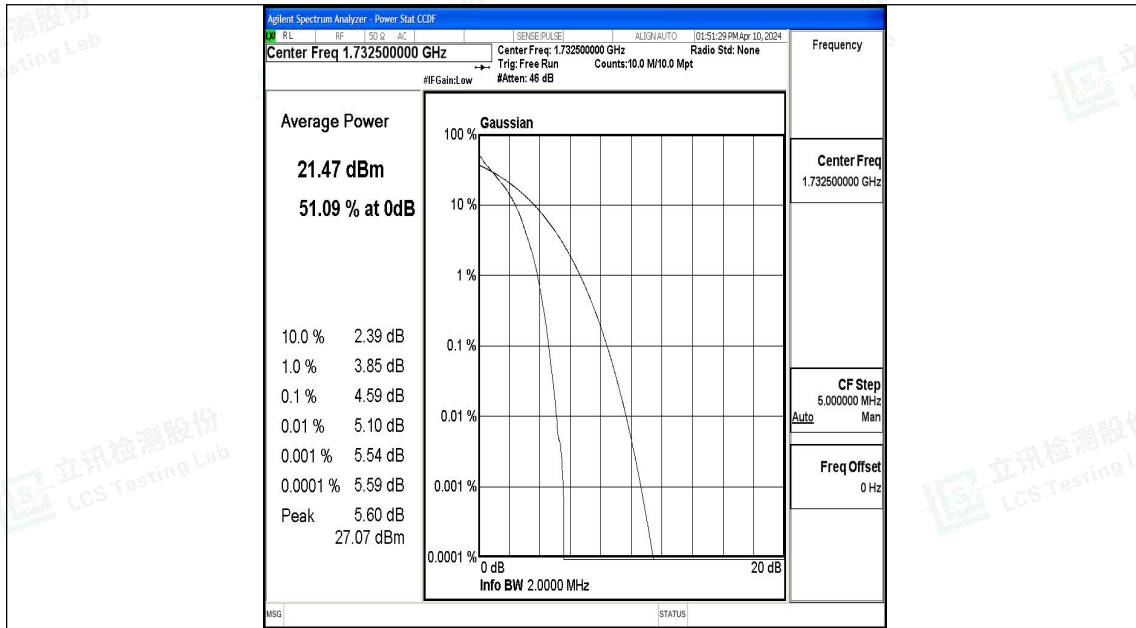 Agilent Spectrum Analyzer - Power Stat CCDF
RL RF 50 Ω AC SENSE:PULSE ALIGNAUTO 01:51:29 PM Apr 10, 2024
Center Freq 1.732500000 GHz
Center Freq: 1.732500000 GHz Radio Std: None
Trig: Free Run Counts:10.0 M/10.0 Mpt
#IFGain:Low #Atten: 46 dB
Frequency
Average Power
21.47 dBm
51.09 % at 0dB
10.0 % 2.39 dB
1.0 % 3.85 dB
0.1 % 4.59 dB
0.01 % 5.10 dB
0.001 % 5.54 dB
0.0001 % 5.59 dB
Peak 5.60 dB
27.07 dBm
Gaussian
100 %
10 %
1 %
0.1 %
0.01 %
0.001 %
0.0001 %
0 dB 20 dB
Info BW 2.0000 MHz
Center Freq
1.732500000 GHz
CF Step
5.000000 MHz
Auto Man
Freq Offset
0 Hz
MSG STATUS
立讯检测股份
LCS Testing Lab
立讯检测股份
LCS Testing L